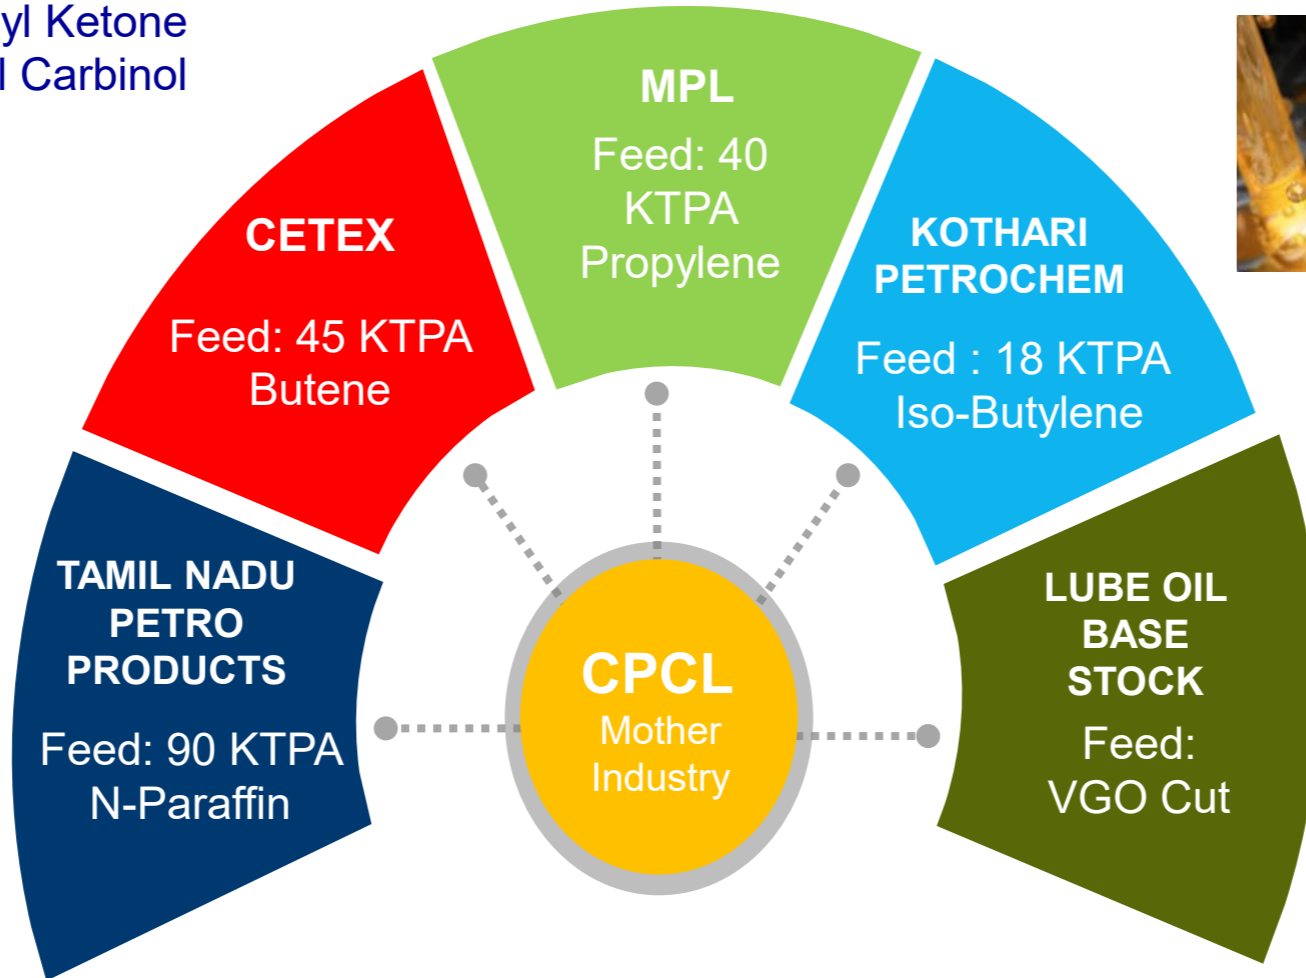 yl Ketone
l Carbinol
MPL
Feed: 40
KTPA
Propylene
CETEX
Feed: 45 KTPA
Butene
KOTHARI
PETROCHEM
Feed : 18 KTPA
Iso-Butylene
TAMIL NADU
PETRO
PRODUCTS
Feed: 90 KTPA
N-Paraffin
CPCL
Mother
Industry
LUBE OIL
BASE
STOCK
Feed:
VGO Cut